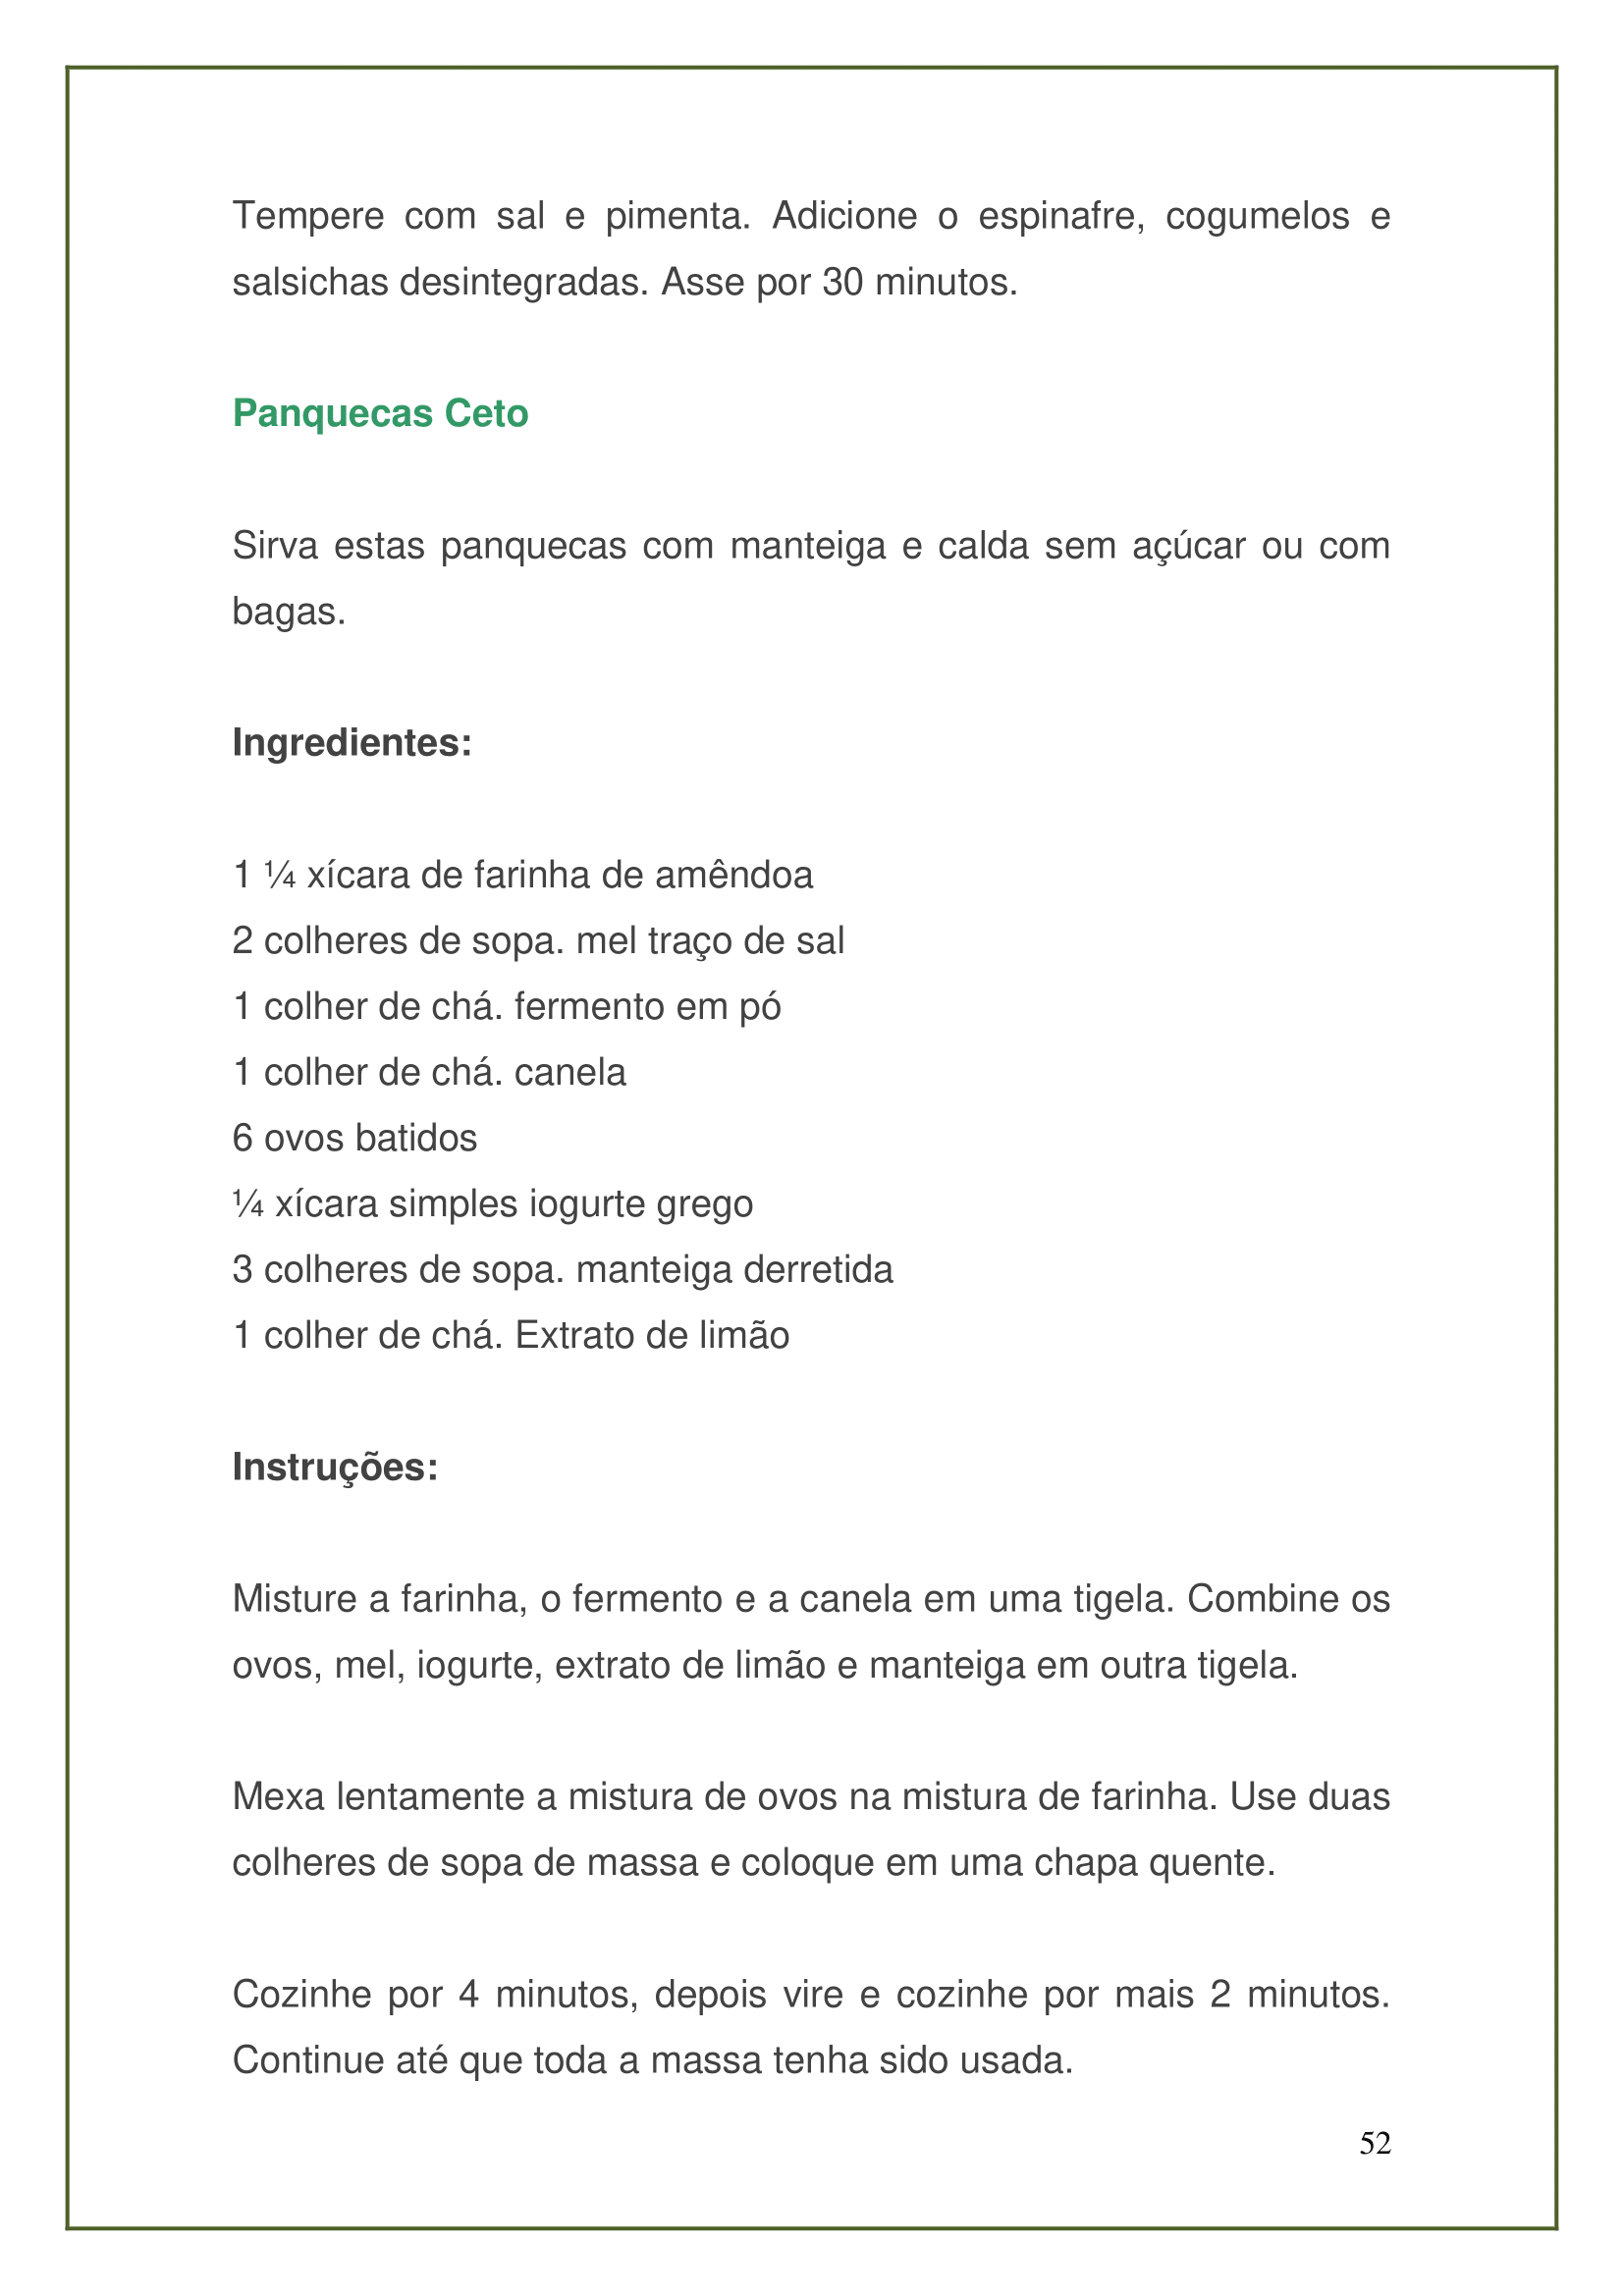 Tempere com sal e pimenta. Adicione o espinafre, cogumelos e
salsichas desintegradas. Asse por 30 minutos.
Panquecas Ceto
Sirva estas panquecas com manteiga e calda sem açúcar ou com
bagas.
Ingredientes:
1 ¼ xícara de farinha de amêndoa
2 colheres de sopa. mel traço de sal
1 colher de chá. fermento em pó
1 colher de chá. canela
6 ovos batidos
¼ xícara simples iogurte grego
3 colheres de sopa. manteiga derretida
1 colher de chá. Extrato de limão
Instruções:
Misture a farinha, o fermento e a canela em uma tigela. Combine os
ovos, mel, iogurte, extrato de limão e manteiga em outra tigela.
Mexa lentamente a mistura de ovos na mistura de farinha. Use duas
colheres de sopa de massa e coloque em uma chapa quente.
Cozinhe por 4 minutos, depois vire e cozinhe por mais 2 minutos.
Continue até que toda a massa tenha sido usada.
52